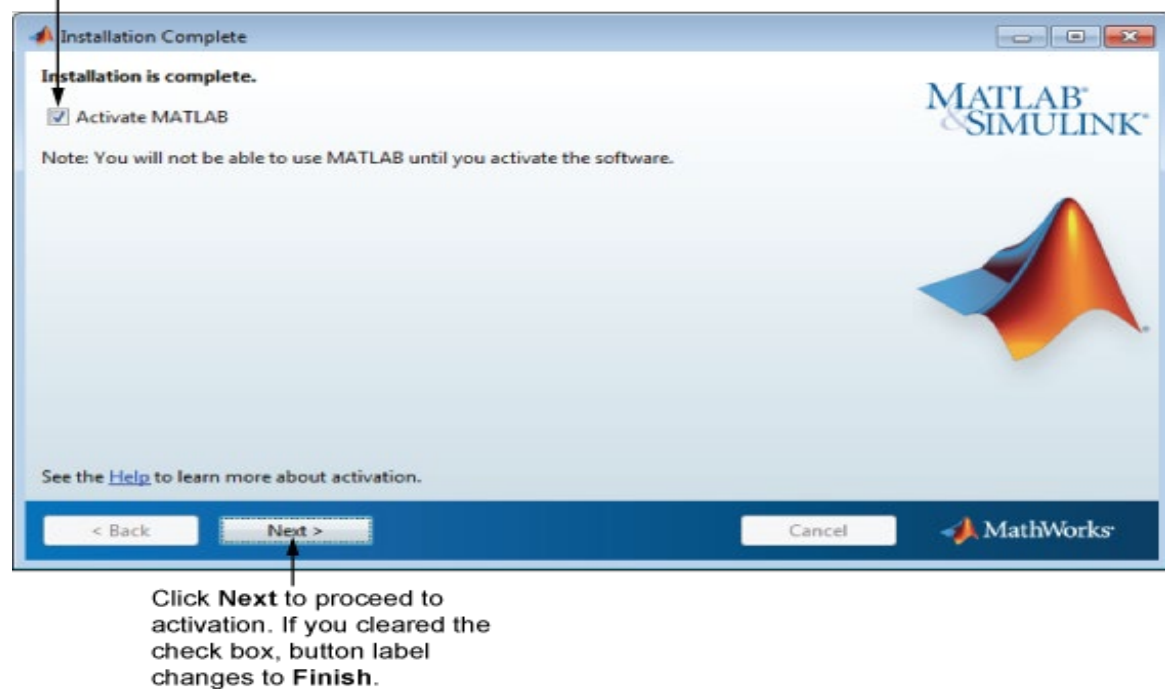 Installation Complete
Installation is complete.
Activate MATLAB
MATLAB®
&SIMULINK®
Note: You will not be able to use MATLAB until you activate the software.
See the Help to learn more about activation.
< Back
Next >
Cancel
MathWorks®
Click Next to proceed to
activation. If you cleared the
check box, button label
changes to Finish.